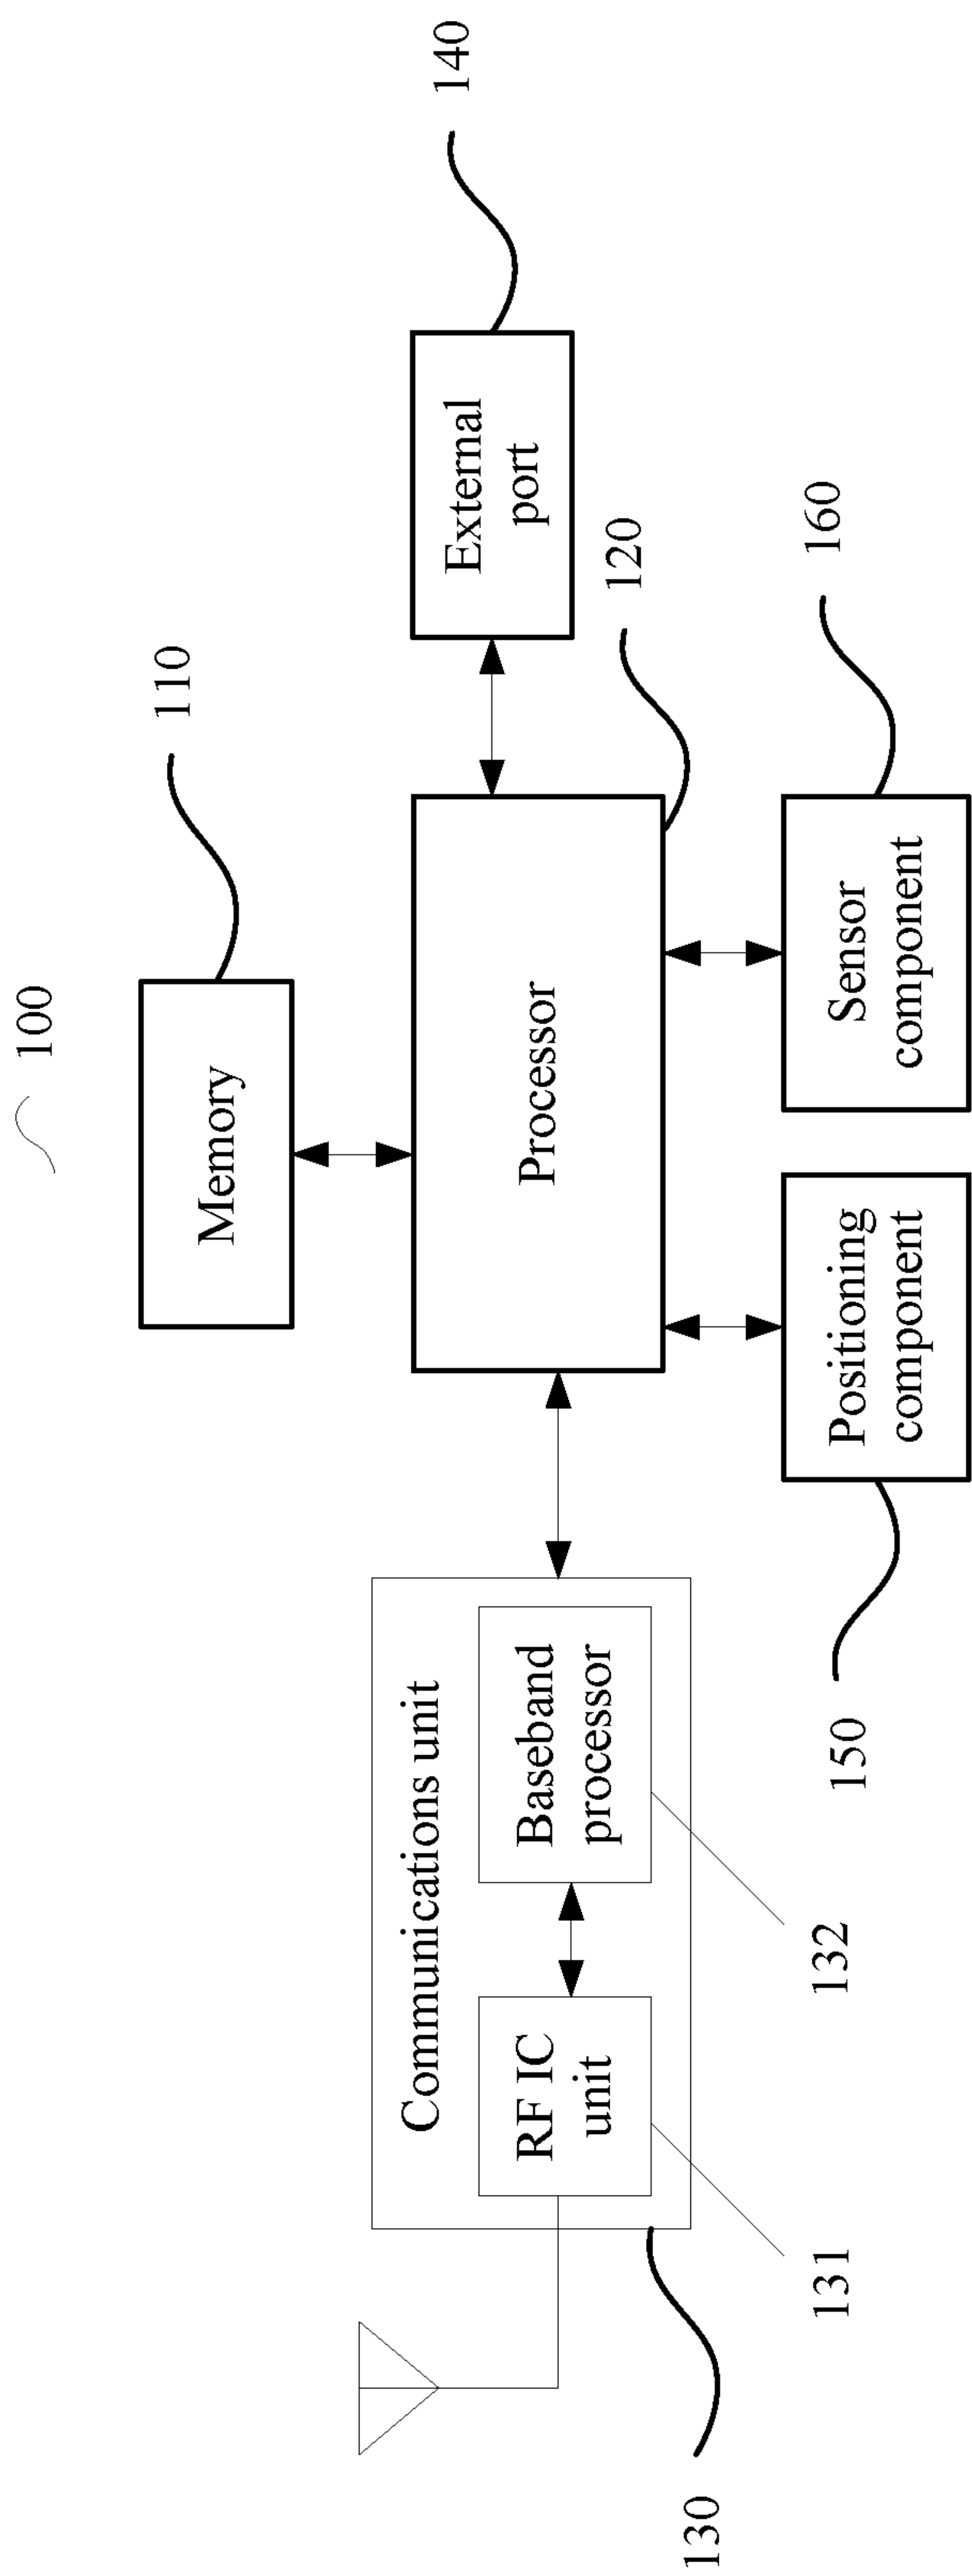 100
110
Memory
140
External
port
Processor
120
Communications unit
RF IC
unit
Baseband
processor
130
131
132
150
Positioning
component
Sensor
component
160